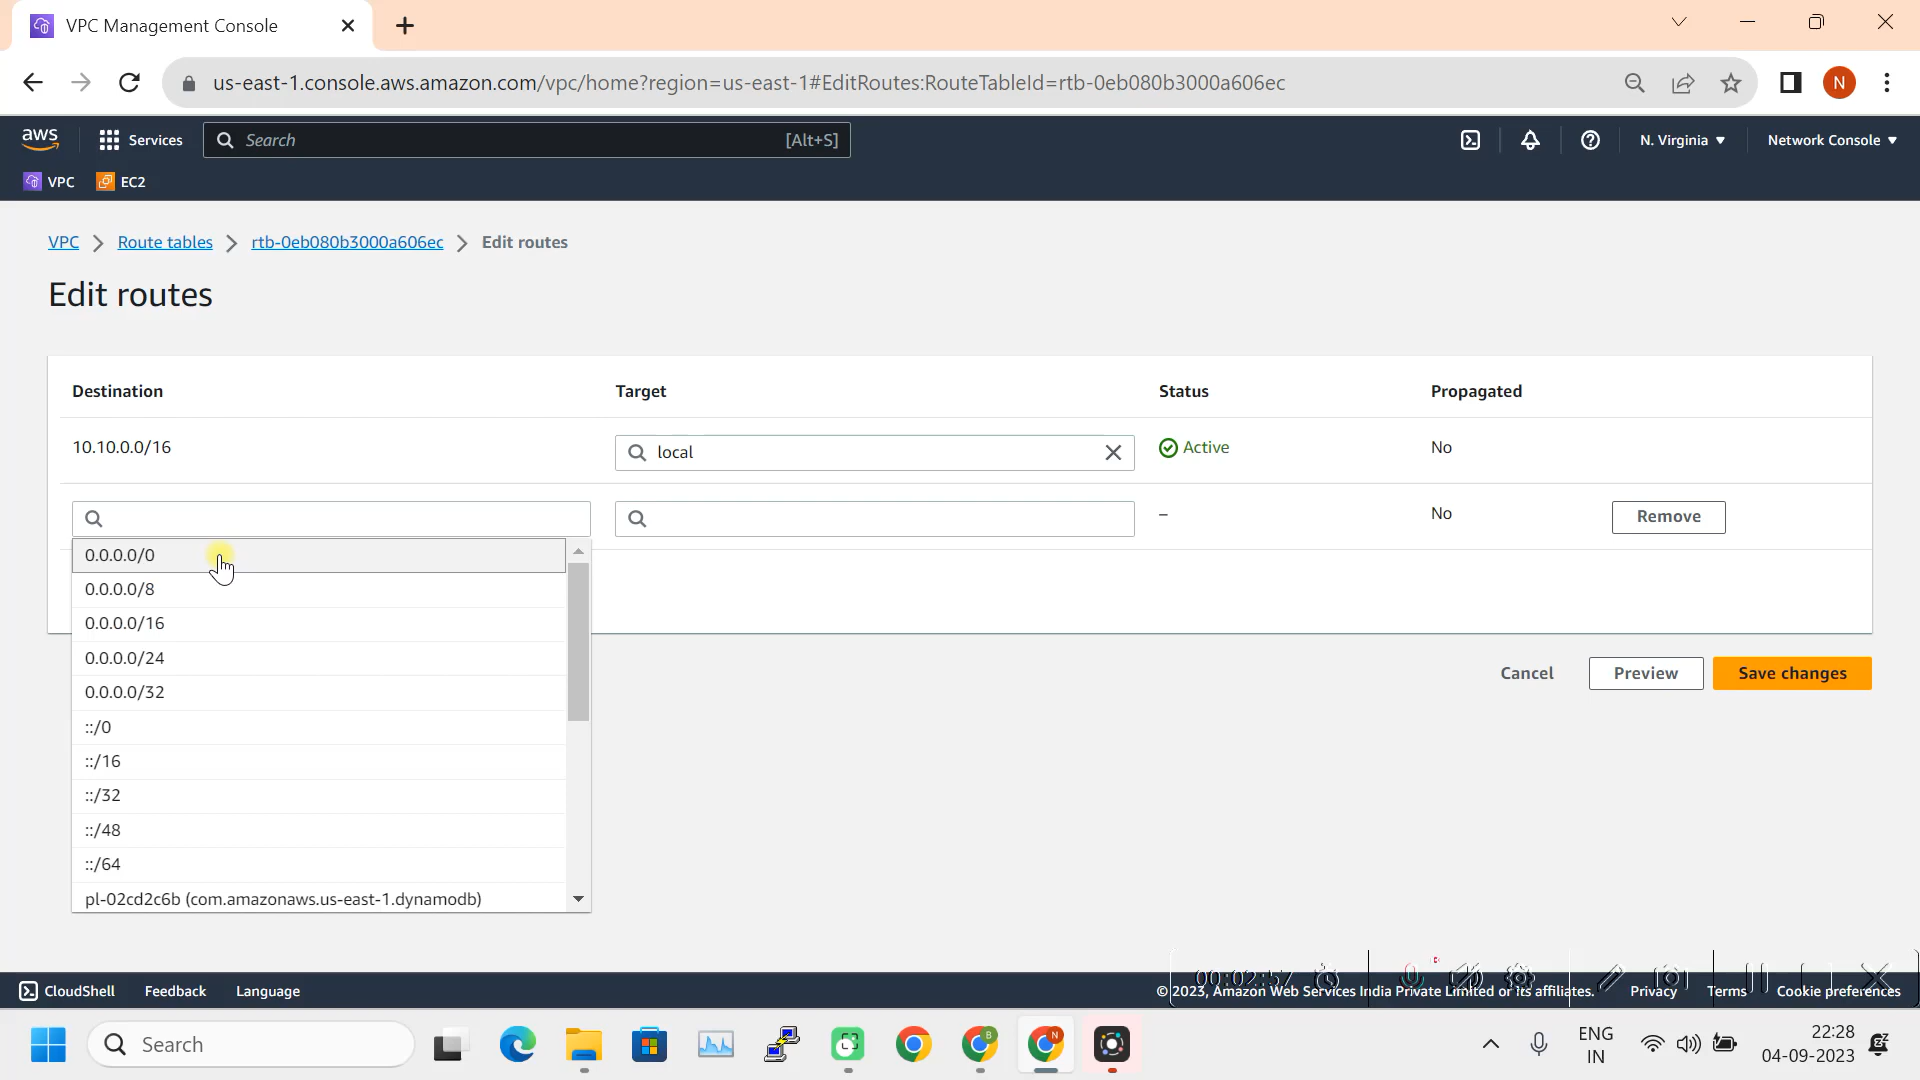 VPC Management Console
us-east-1.console.aws.amazon.com/vpc/home?region=us-east-1#EditRoutes:RouteTableId=rtb-0eb080b3000a606ec
N
aws Services Search [Alt+S] N. Virginia Network Console
VPC EC2
VPC Route tables rtb-0eb080b3000a606ec Edit routes
Edit routes
Destination Target Status Propagated
10.10.0.0/16 local Active No
– No Remove
0.0.0.0/0
0.0.0.0/8
0.0.0.0/16
0.0.0.0/24
0.0.0.0/32
::/0
::/16
::/32
::/48
::/64
pl-02cd2c6b (com.amazonaws.us-east-1.dynamodb)
Cancel Preview Save changes
00:02:57
CloudShell Feedback Language © 2023, Amazon Web Services India Private Limited or its affiliates. Privacy Terms Cookie preferences
Search B N ENG 22:28
IN 04-09-2023